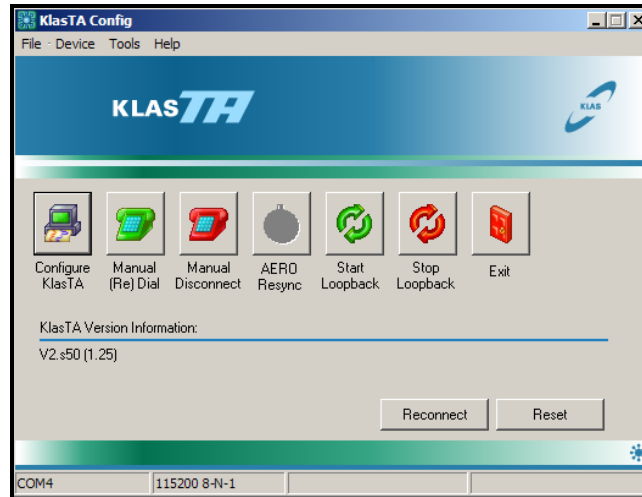 KlasTA Config
File Device Tools Help
KLAS TA
KLAS
Configure KlasTA
Manual (Re) Dial
Manual Disconnect
AERO Resync
Start Loopback
Stop Loopback
Exit
KlasTA Version Information:
V2.s50 (1.25)
Reconnect Reset
COM4 115200 8-N-1